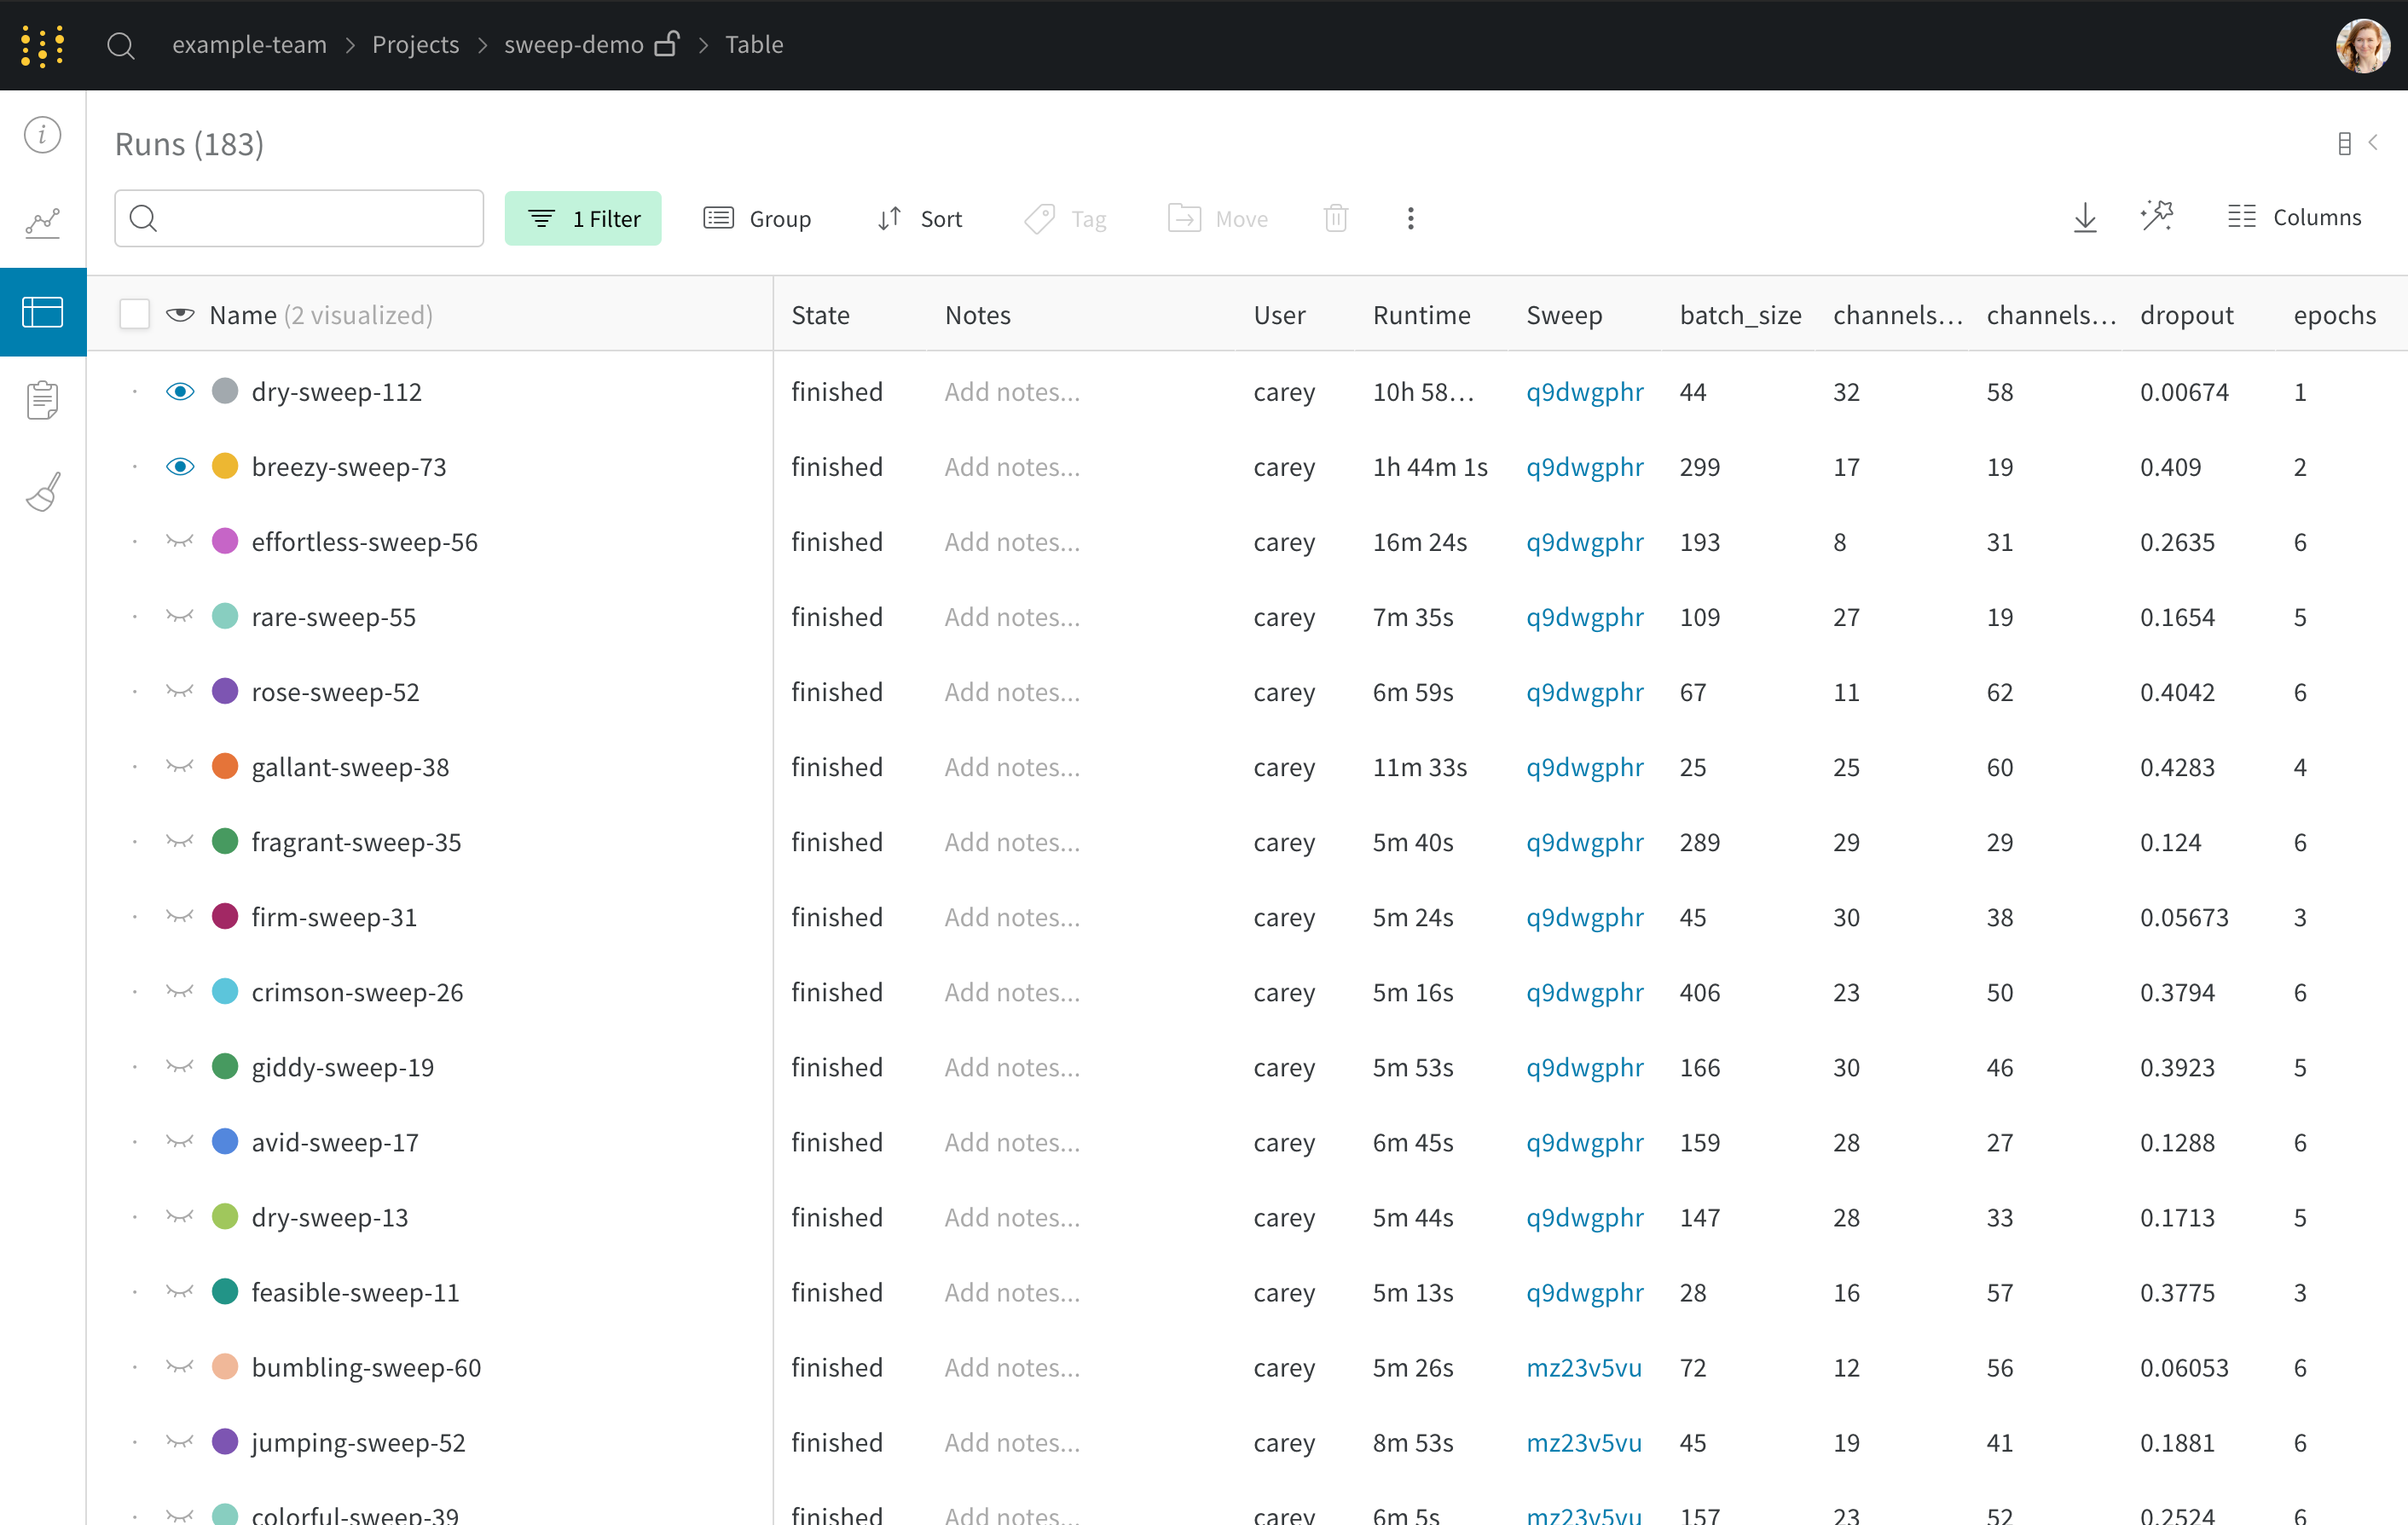 example-team > Projects > sweep-demo > Table
Runs (183)
1 Filter Group Sort Tag Move Columns
Name (2 visualized) State Notes User Runtime Sweep batch_size channels... channels... dropout epochs
dry-sweep-112 finished Add notes... carey 10h 58... q9dwgphr 44 32 58 0.00674 1
breezy-sweep-73 finished Add notes... carey 1h 44m 1s q9dwgphr 299 17 19 0.409 2
effortless-sweep-56 finished Add notes... carey 16m 24s q9dwgphr 193 8 31 0.2635 6
rare-sweep-55 finished Add notes... carey 7m 35s q9dwgphr 109 27 19 0.1654 5
rose-sweep-52 finished Add notes... carey 6m 59s q9dwgphr 67 11 62 0.4042 6
gallant-sweep-38 finished Add notes... carey 11m 33s q9dwgphr 25 25 60 0.4283 4
fragrant-sweep-35 finished Add notes... carey 5m 40s q9dwgphr 289 29 29 0.124 6
firm-sweep-31 finished Add notes... carey 5m 24s q9dwgphr 45 30 38 0.05673 3
crimson-sweep-26 finished Add notes... carey 5m 16s q9dwgphr 406 23 50 0.3794 6
giddy-sweep-19 finished Add notes... carey 5m 53s q9dwgphr 166 30 46 0.3923 5
avid-sweep-17 finished Add notes... carey 6m 45s q9dwgphr 159 28 27 0.1288 6
dry-sweep-13 finished Add notes... carey 5m 44s q9dwgphr 147 28 33 0.1713 5
feasible-sweep-11 finished Add notes... carey 5m 13s q9dwgphr 28 16 57 0.3775 3
bumbling-sweep-60 finished Add notes... carey 5m 26s mz23v5vu 72 12 56 0.06053 6
jumping-sweep-52 finished Add notes... carey 8m 53s mz23v5vu 45 19 41 0.1881 6
colorful-sweep-39 finished Add notes... carey 6m 5s mz23v5vu 157 23 52 0.2524 6